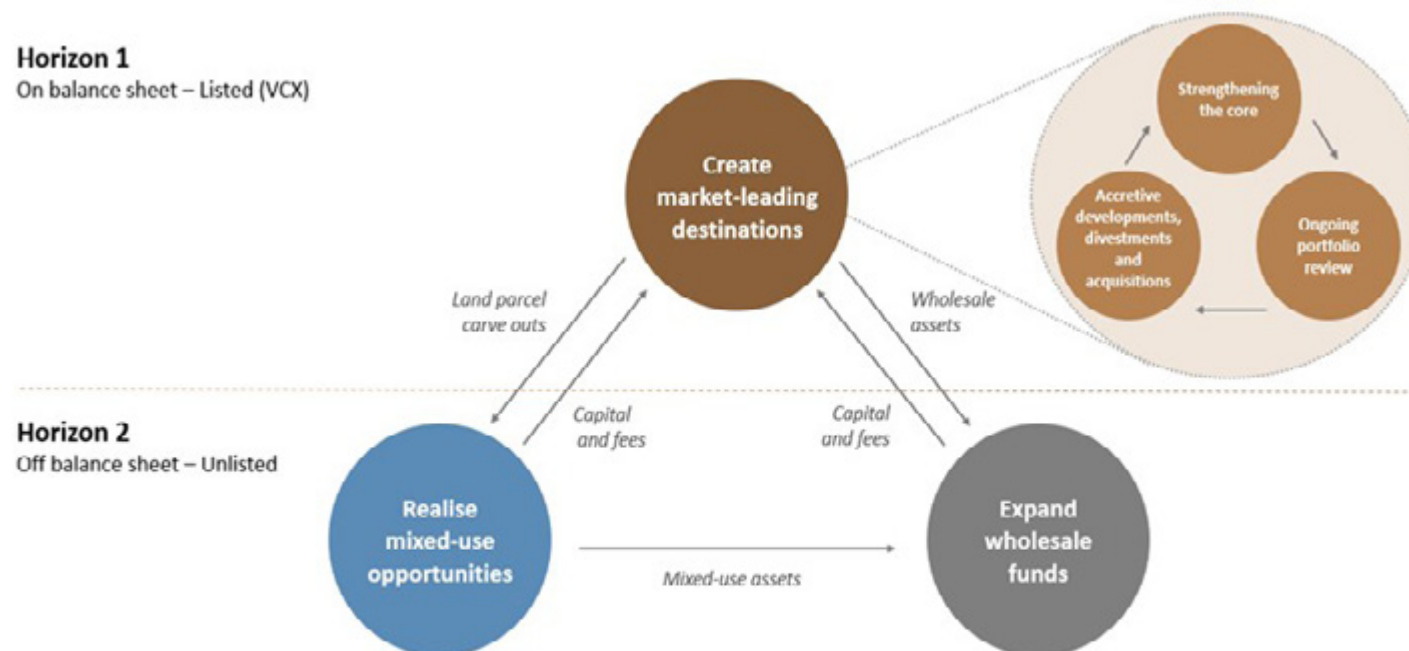 Horizon 1
On balance sheet – Listed (VCX)
Create
market-leading
destinations
Strengthening
the core
Accretive
developments,
divestments
and
acquisitions
Ongoing
portfolio
review
Land parcel
carve outs
Wholesale
assets
Horizon 2
Off balance sheet – Unlisted
Capital
and fees
Capital
and fees
Realise
mixed-use
opportunities
Mixed-use assets
Expand
wholesale
funds